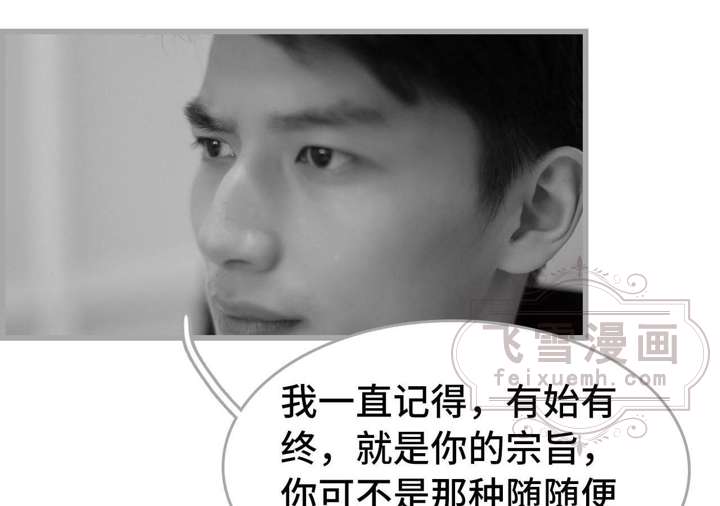 飞雪漫画
feixuemh.com
我一直记得，有始有
终，就是你的宗旨，
你可不是那种随随便